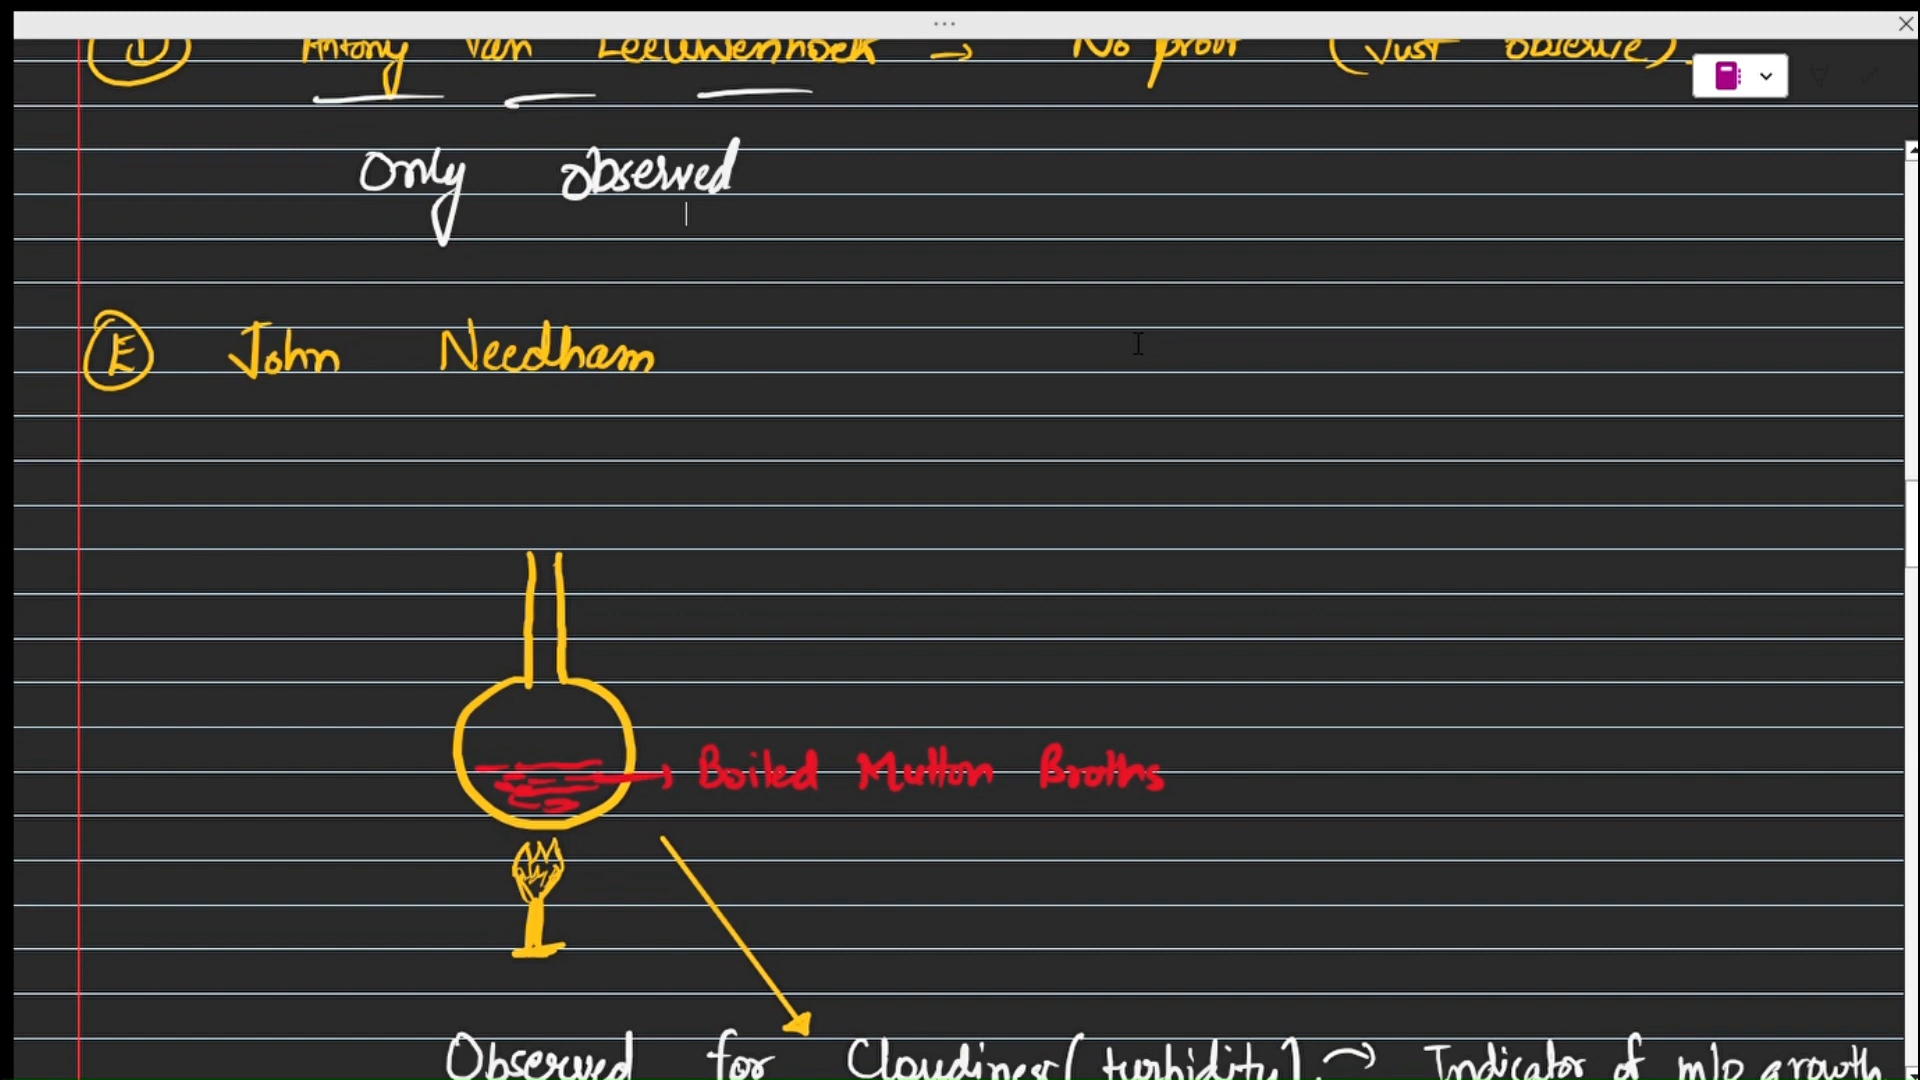 D Antony Van Leeuwenhoek → No proof (Just observe).
Only observed
E John Needham
→ Boiled Mutton Broths
Observed for Cloudiness (turbidity). → Indicator of m/o growth